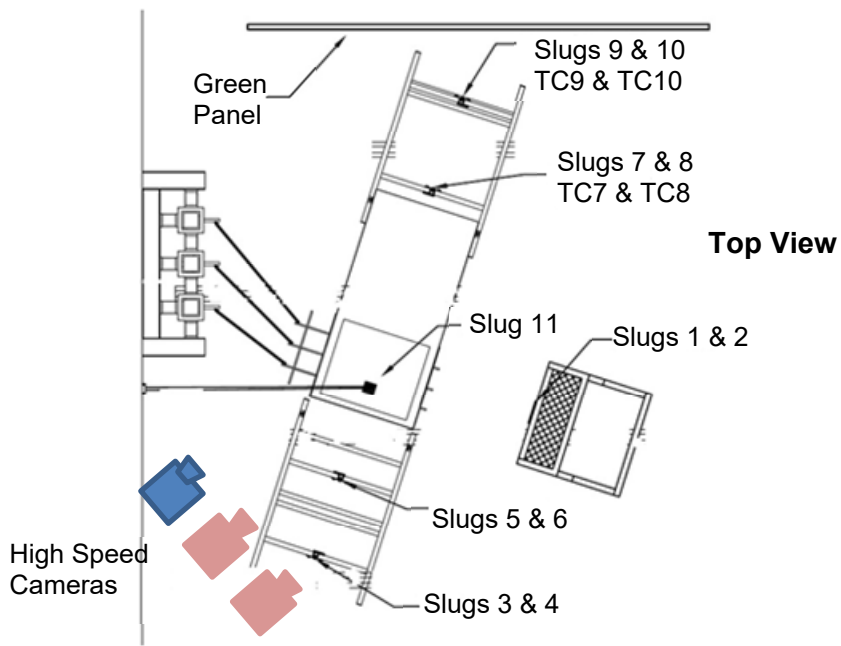 Slugs 9 & 10
TC9 & TC10
Green
Panel
Slugs 7 & 8
TC7 & TC8
Top View
Slug 11
Slugs 1 & 2
Slugs 5 & 6
High Speed
Cameras
Slugs 3 & 4